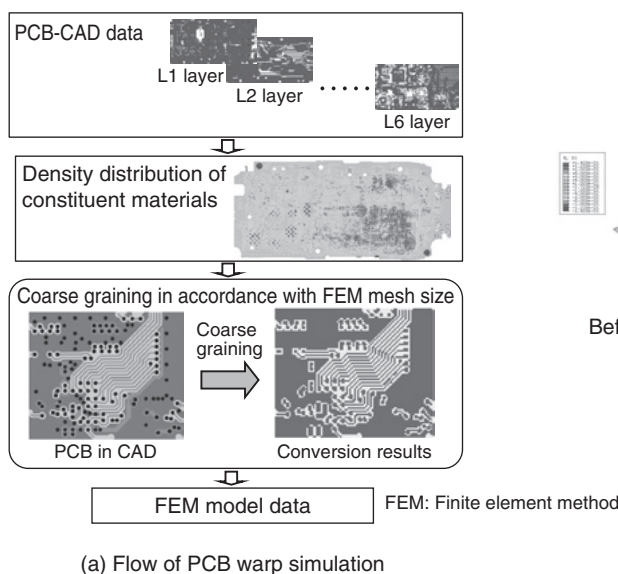 PCB-CAD data
L1 layer
L2 layer
.....
L6 layer
Density distribution of
constituent materials
Coarse graining in accordance with FEM mesh size
Coarse
graining
PCB in CAD
Conversion results
FEM model data
FEM: Finite element method
(a) Flow of PCB warp simulation
Bef